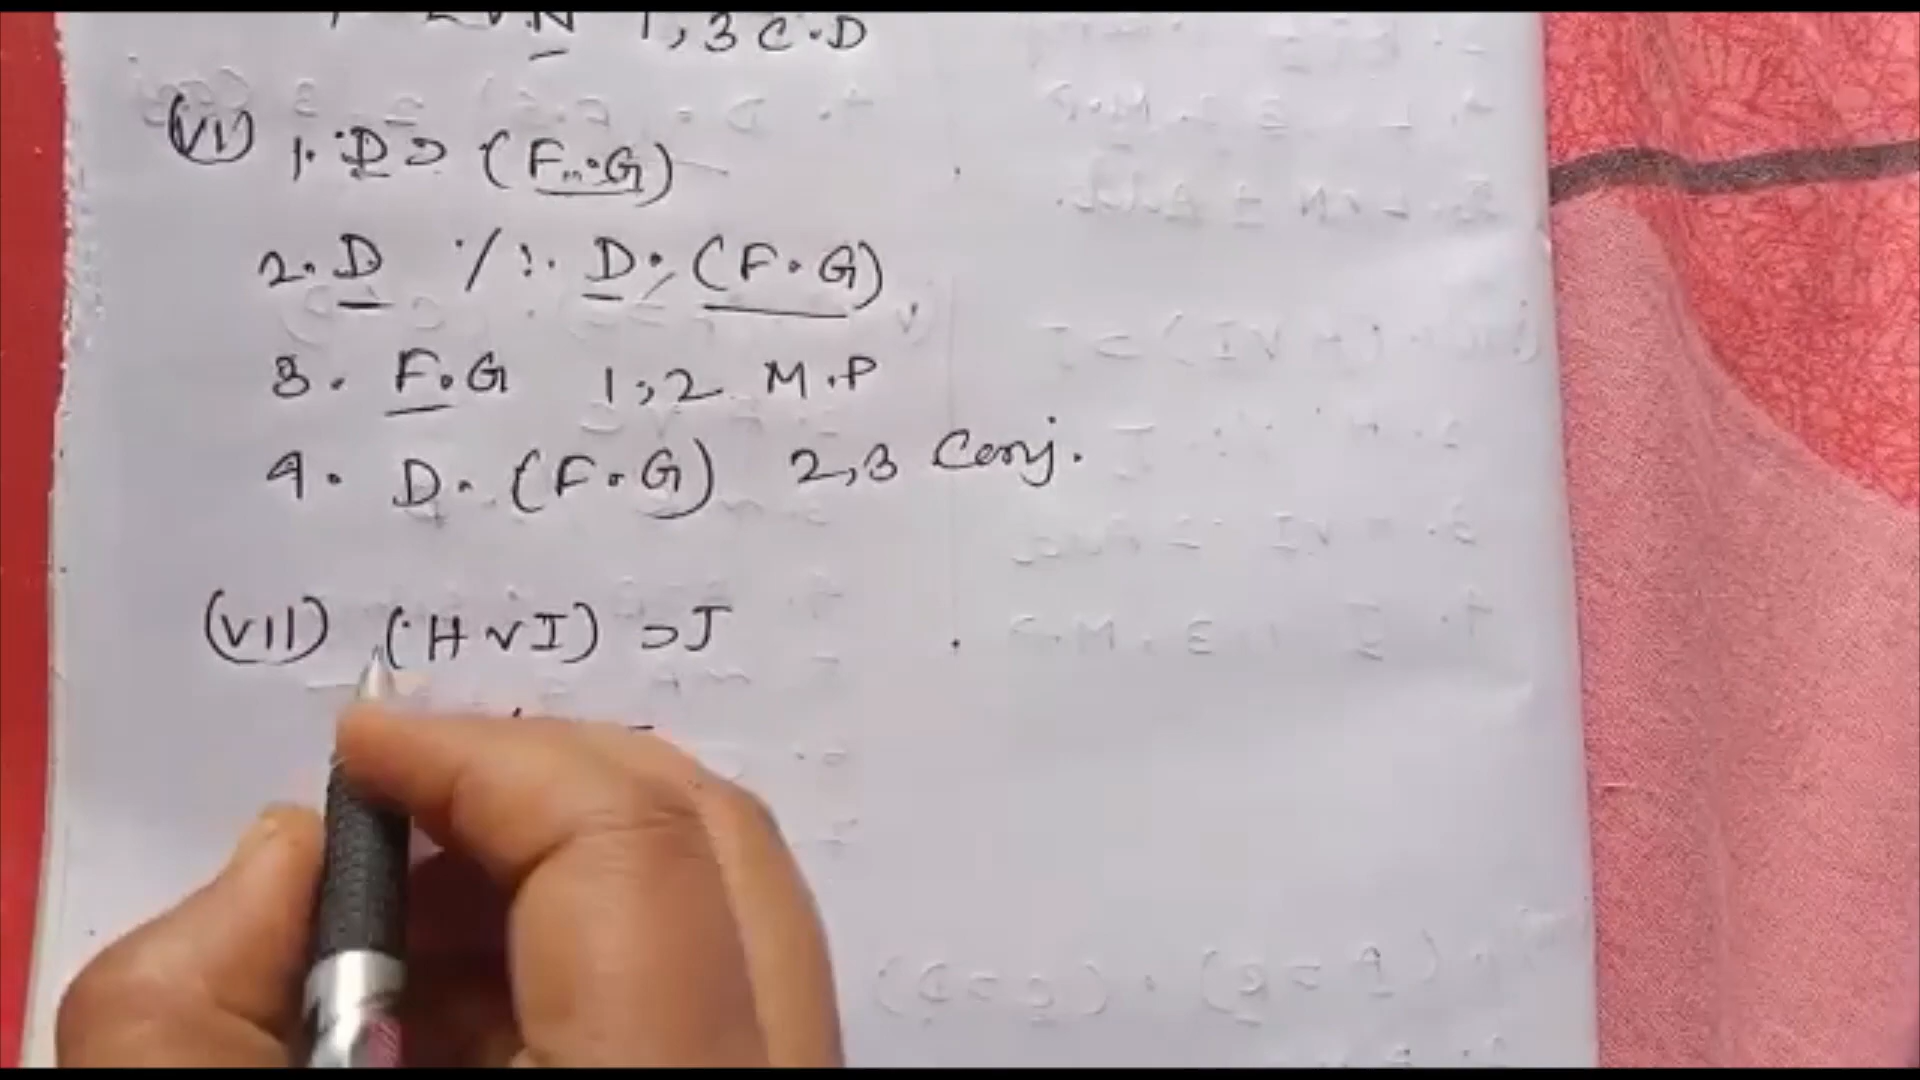 N 1,3 C.D
(VI) 1. D ⊃ (F.G)
2. D /∴ D. (F.G)
3. F.G 1,2 M.P
4. D. (F.G) 2,3 Conj.
(VII) (H v I) ⊃ J